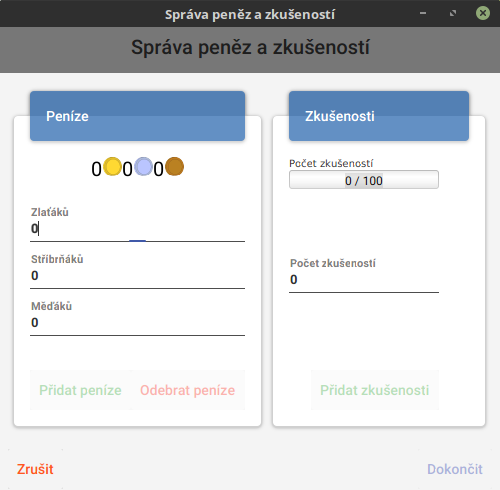 Správa peněz a zkušeností
Správa peněz a zkušeností
Peníze
0 0 0
Zlaťáků
0
Stříbrňáků
0
Měďáků
0
Přidat peníze Odebrat peníze
Zkušenosti
Počet zkušeností
0 / 100
Počet zkušeností
0
Přidat zkušenosti
Zrušit Dokončit